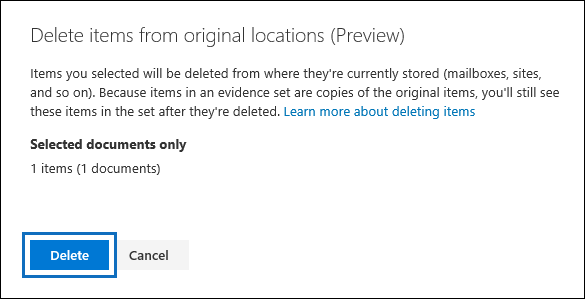 Delete items from original locations (Preview)
Items you selected will be deleted from where they're currently stored (mailboxes, sites,
and so on). Because items in an evidence set are copies of the original items, you'll still see
these items in the set after they're deleted. Learn more about deleting items
Selected documents only
1 items (1 documents)
Delete Cancel